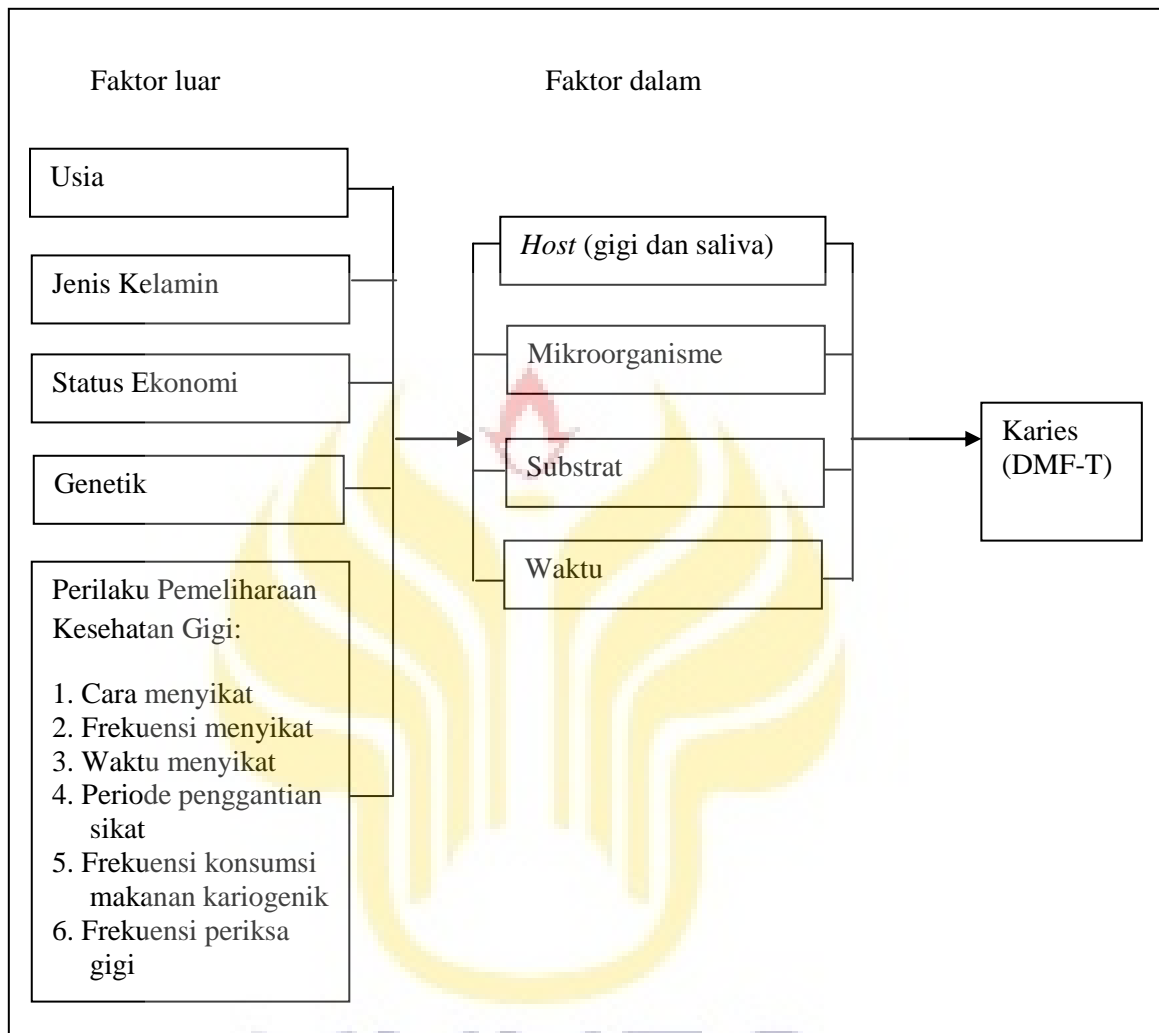 Faktor luar
Faktor dalam
Usia
Jenis Kelamin
Status Ekonomi
Genetik
Perilaku Pemeliharaan
Kesehatan Gigi:
1. Cara menyikat
2. Frekuensi menyikat
3. Waktu menyikat
4. Periode penggantian
sikat
5. Frekuensi konsumsi
makanan kariogenik
6. Frekuensi periksa
gigi
Host (gigi dan saliva)
Mikroorganisme
Substrat
Waktu
Karies
(DMF-T)